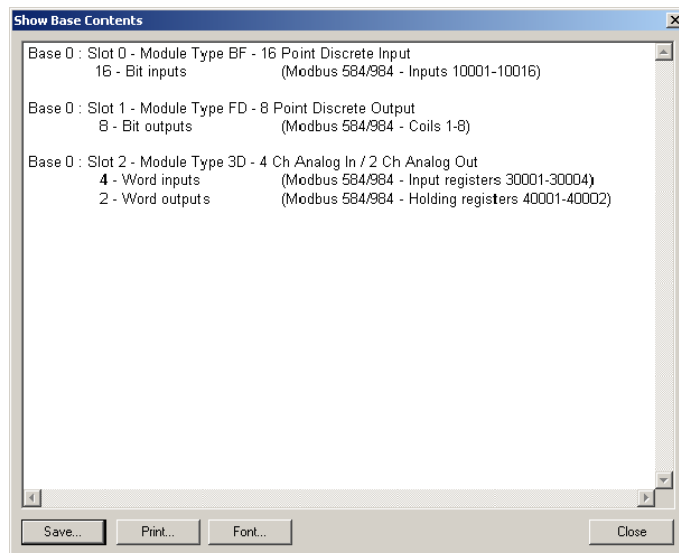 Show Base Contents
Base 0 : Slot 0 - Module Type BF - 16 Point Discrete Input
16 - Bit inputs (Modbus 584/984 - Inputs 10001-10016)
Base 0 : Slot 1 - Module Type FD - 8 Point Discrete Output
8 - Bit outputs (Modbus 584/984 - Coils 1-8)
Base 0 : Slot 2 - Module Type 3D - 4 Ch Analog In / 2 Ch Analog Out
4 - Word inputs (Modbus 584/984 - Input registers 30001-30004)
2 - Word outputs (Modbus 584/984 - Holding registers 40001-40002)
Save... Print... Font... Close